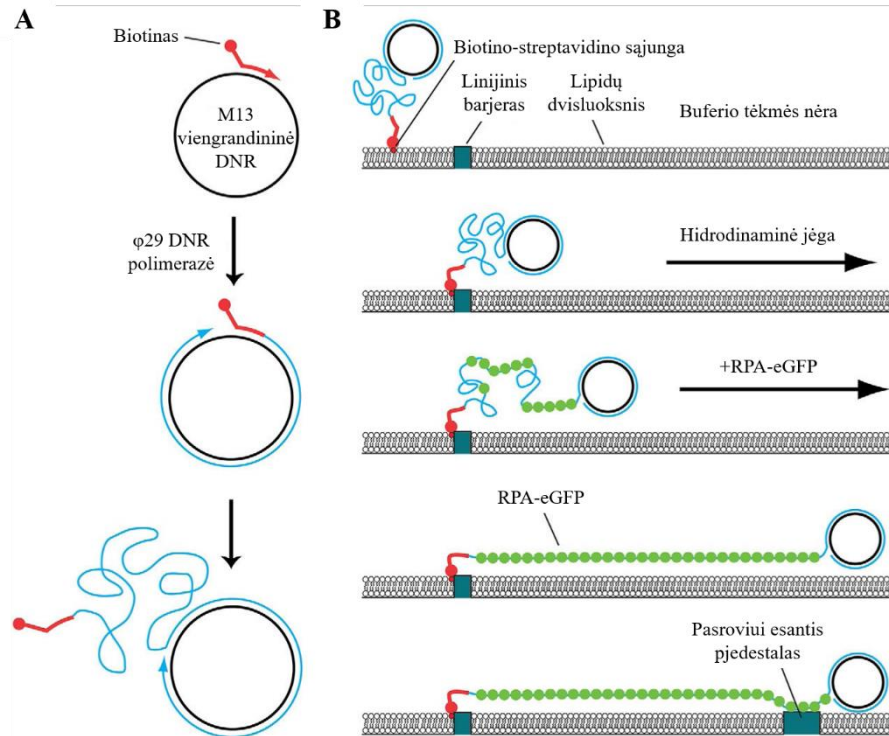 A
Biotinas
M13
viengrandininė
DNR
φ29 DNR
polimerazė
B
Biotino-streptavidino sąjunga
Linijinis
barjeras
Lipidų
dvisluoksnis
Buferio tėkmės nėra
Hidrodinaminė jėga
+RPA-eGFP
RPA-eGFP
Pasroviui esantis
pjedestalas